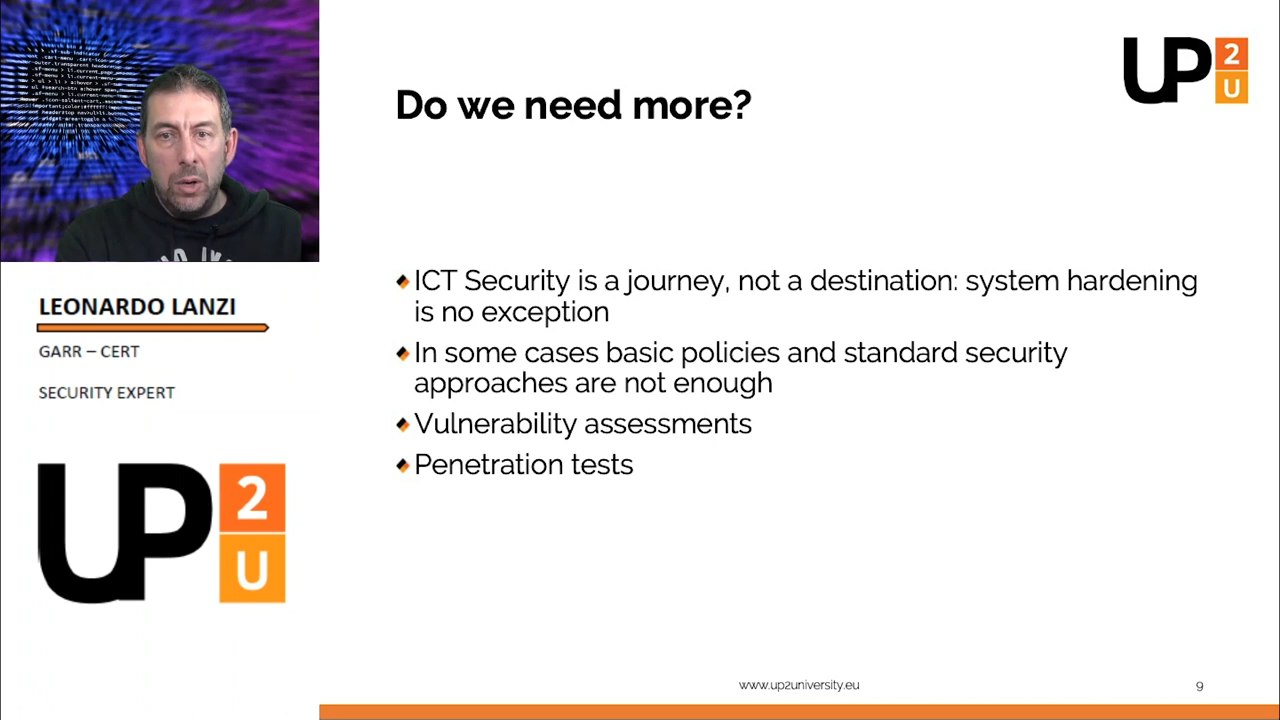 UP2U
Do we need more?
ICT Security is a journey, not a destination: system hardening
is no exception
In some cases basic policies and standard security
approaches are not enough
Vulnerability assessments
Penetration tests
LEONARDO LANZI
GARR – CERT
SECURITY EXPERT
UP2U
www.up2university.eu
9